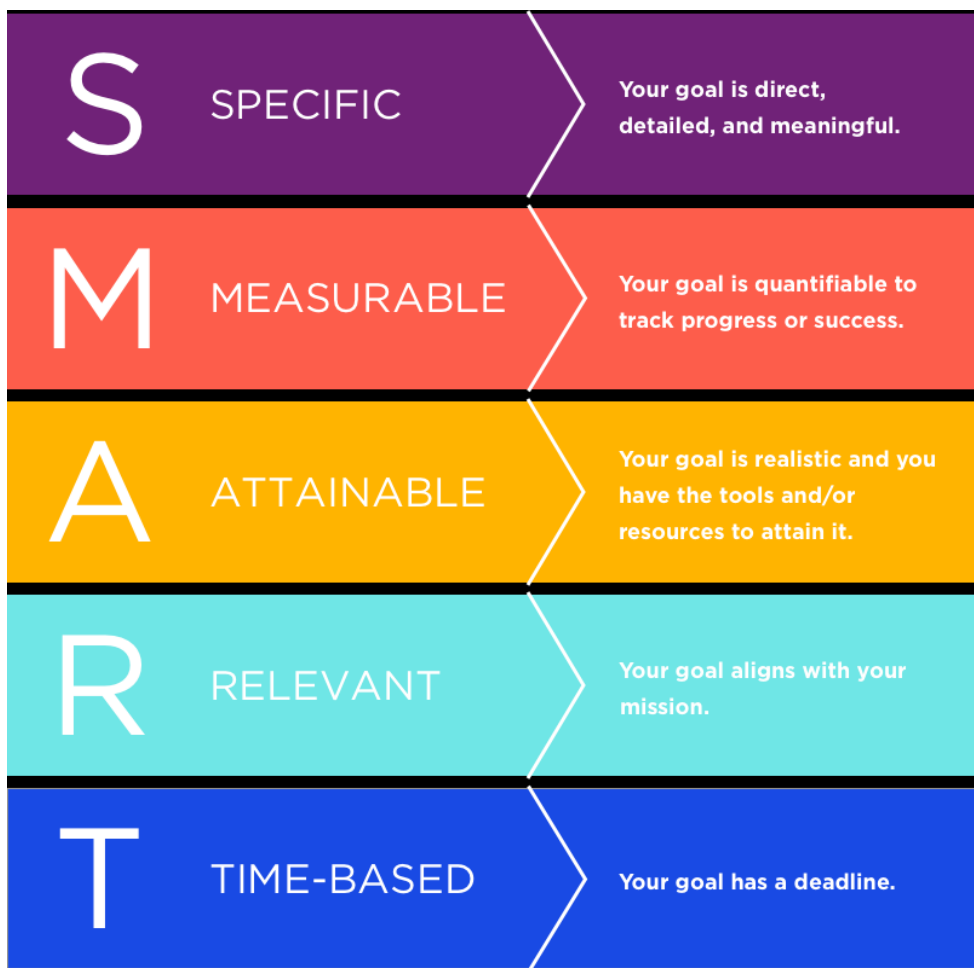 S
SPECIFIC
Your goal is direct,
detailed, and meaningful.
M
MEASURABLE
Your goal is quantifiable to
track progress or success.
A
ATTAINABLE
Your goal is realistic and you
have the tools and/or
resources to attain it.
R
RELEVANT
Your goal aligns with your
mission.
T
TIME-BASED
Your goal has a deadline.